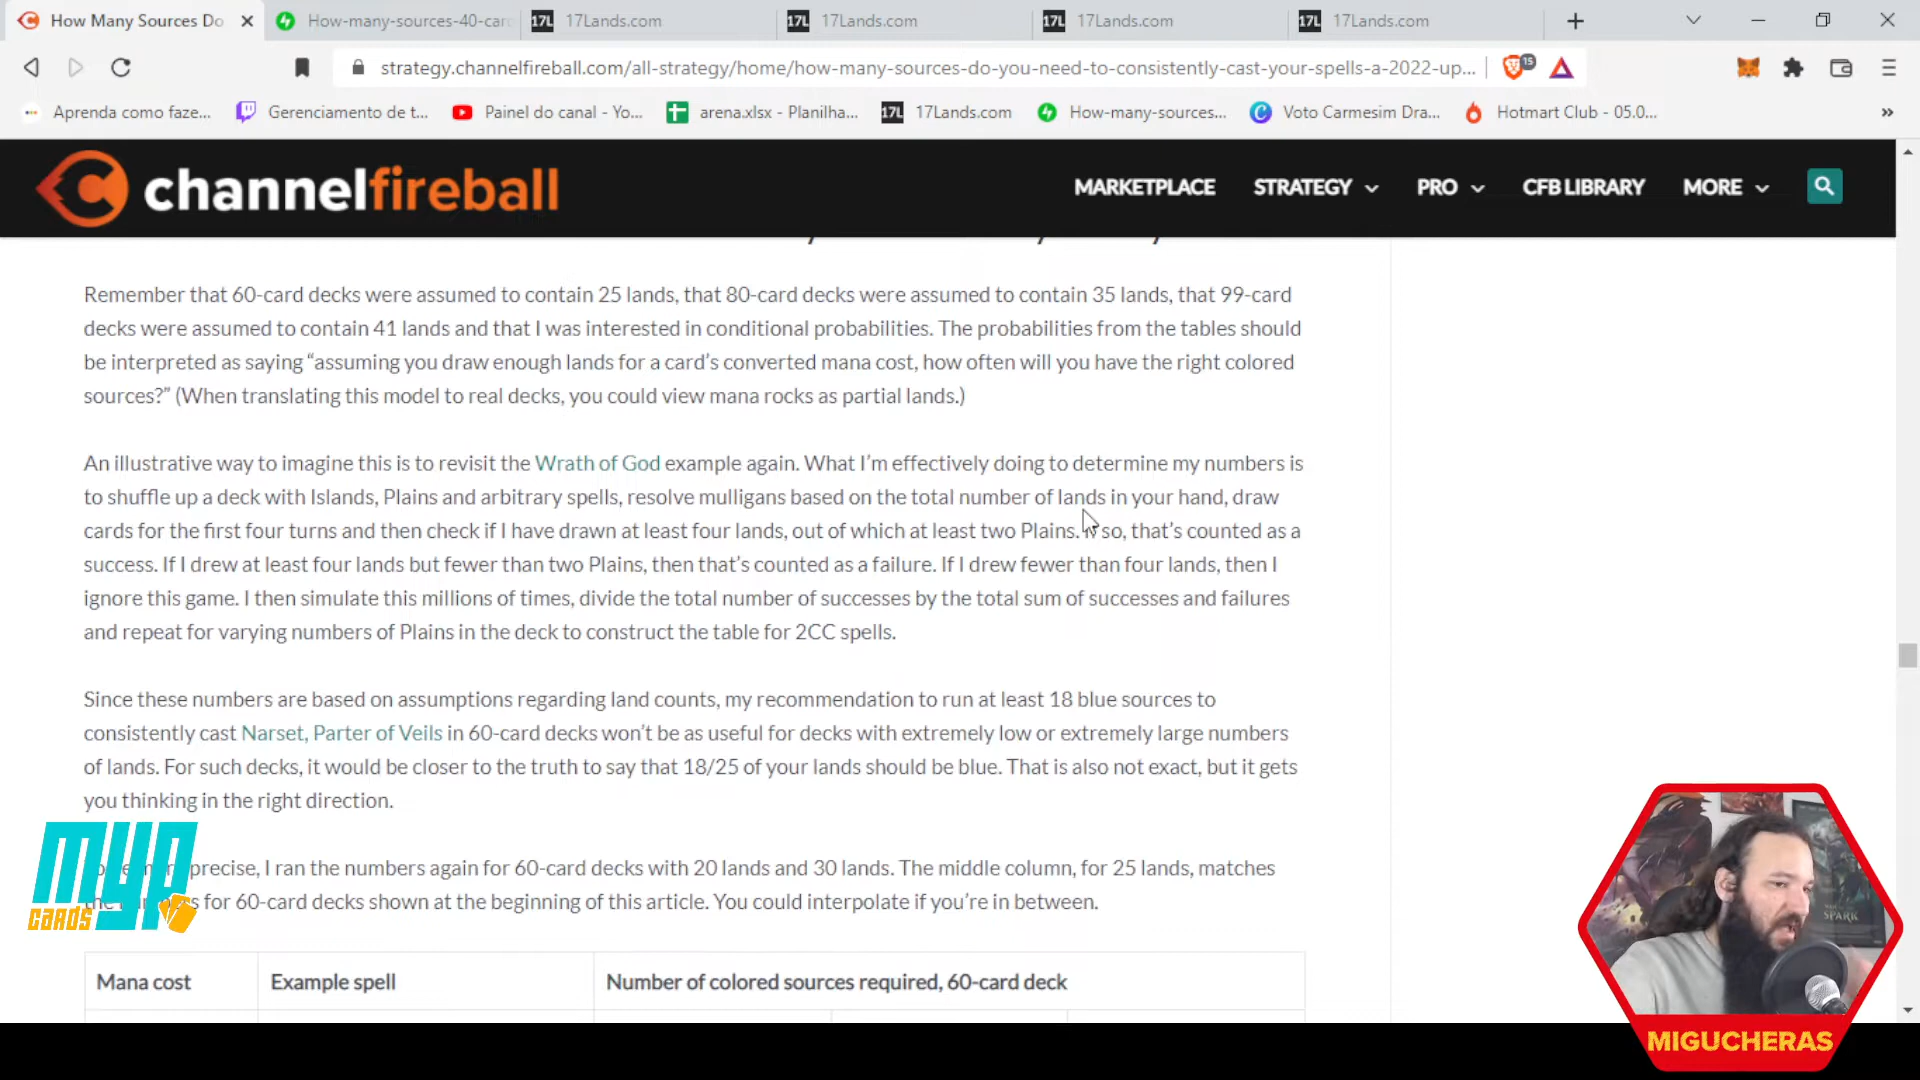 How Many Sources Do
How-many-sources-40-car
17L 17Lands.com
17L 17Lands.com
17L 17Lands.com
17L 17Lands.com
strategy.channelfireball.com/all-strategy/home/how-many-sources-do-you-need-to-consistently-cast-your-spells-a-2022-up...
15
Aprenda como faze...
Gerenciamento de t...
Painel do canal - Yo...
arena.xlsx - Planilha...
17L 17Lands.com
How-many-sources...
Voto Carmesim Dra...
Hotmart Club - 05.0...
channelfireball
MARKETPLACE
STRATEGY
PRO
CFB LIBRARY
MORE
Remember that 60-card decks were assumed to contain 25 lands, that 80-card decks were assumed to contain 35 lands, that 99-card
decks were assumed to contain 41 lands and that I was interested in conditional probabilities. The probabilities from the tables should
be interpreted as saying “assuming you draw enough lands for a card’s converted mana cost, how often will you have the right colored
sources?” (When translating this model to real decks, you could view mana rocks as partial lands.)
An illustrative way to imagine this is to revisit the Wrath of God example again. What I’m effectively doing to determine my numbers is
to shuffle up a deck with Islands, Plains and arbitrary spells, resolve mulligans based on the total number of lands in your hand, draw
cards for the first four turns and then check if I have drawn at least four lands, out of which at least two Plains. If so, that’s counted as a
success. If I drew at least four lands but fewer than two Plains, then that’s counted as a failure. If I drew fewer than four lands, then I
ignore this game. I then simulate this millions of times, divide the total number of successes by the total sum of successes and failures
and repeat for varying numbers of Plains in the deck to construct the table for 2CC spells.
Since these numbers are based on assumptions regarding land counts, my recommendation to run at least 18 blue sources to
consistently cast Narset, Parter of Veils in 60-card decks won’t be as useful for decks with extremely low or extremely large numbers
of lands. For such decks, it would be closer to the truth to say that 18/25 of your lands should be blue. That is also not exact, but it gets
you thinking in the right direction.
precise, I ran the numbers again for 60-card decks with 20 lands and 30 lands. The middle column, for 25 lands, matches
for 60-card decks shown at the beginning of this article. You could interpolate if you’re in between.
Mana cost
Example spell
Number of colored sources required, 60-card deck
myp
cards
SPARK
MIGUCHERAS